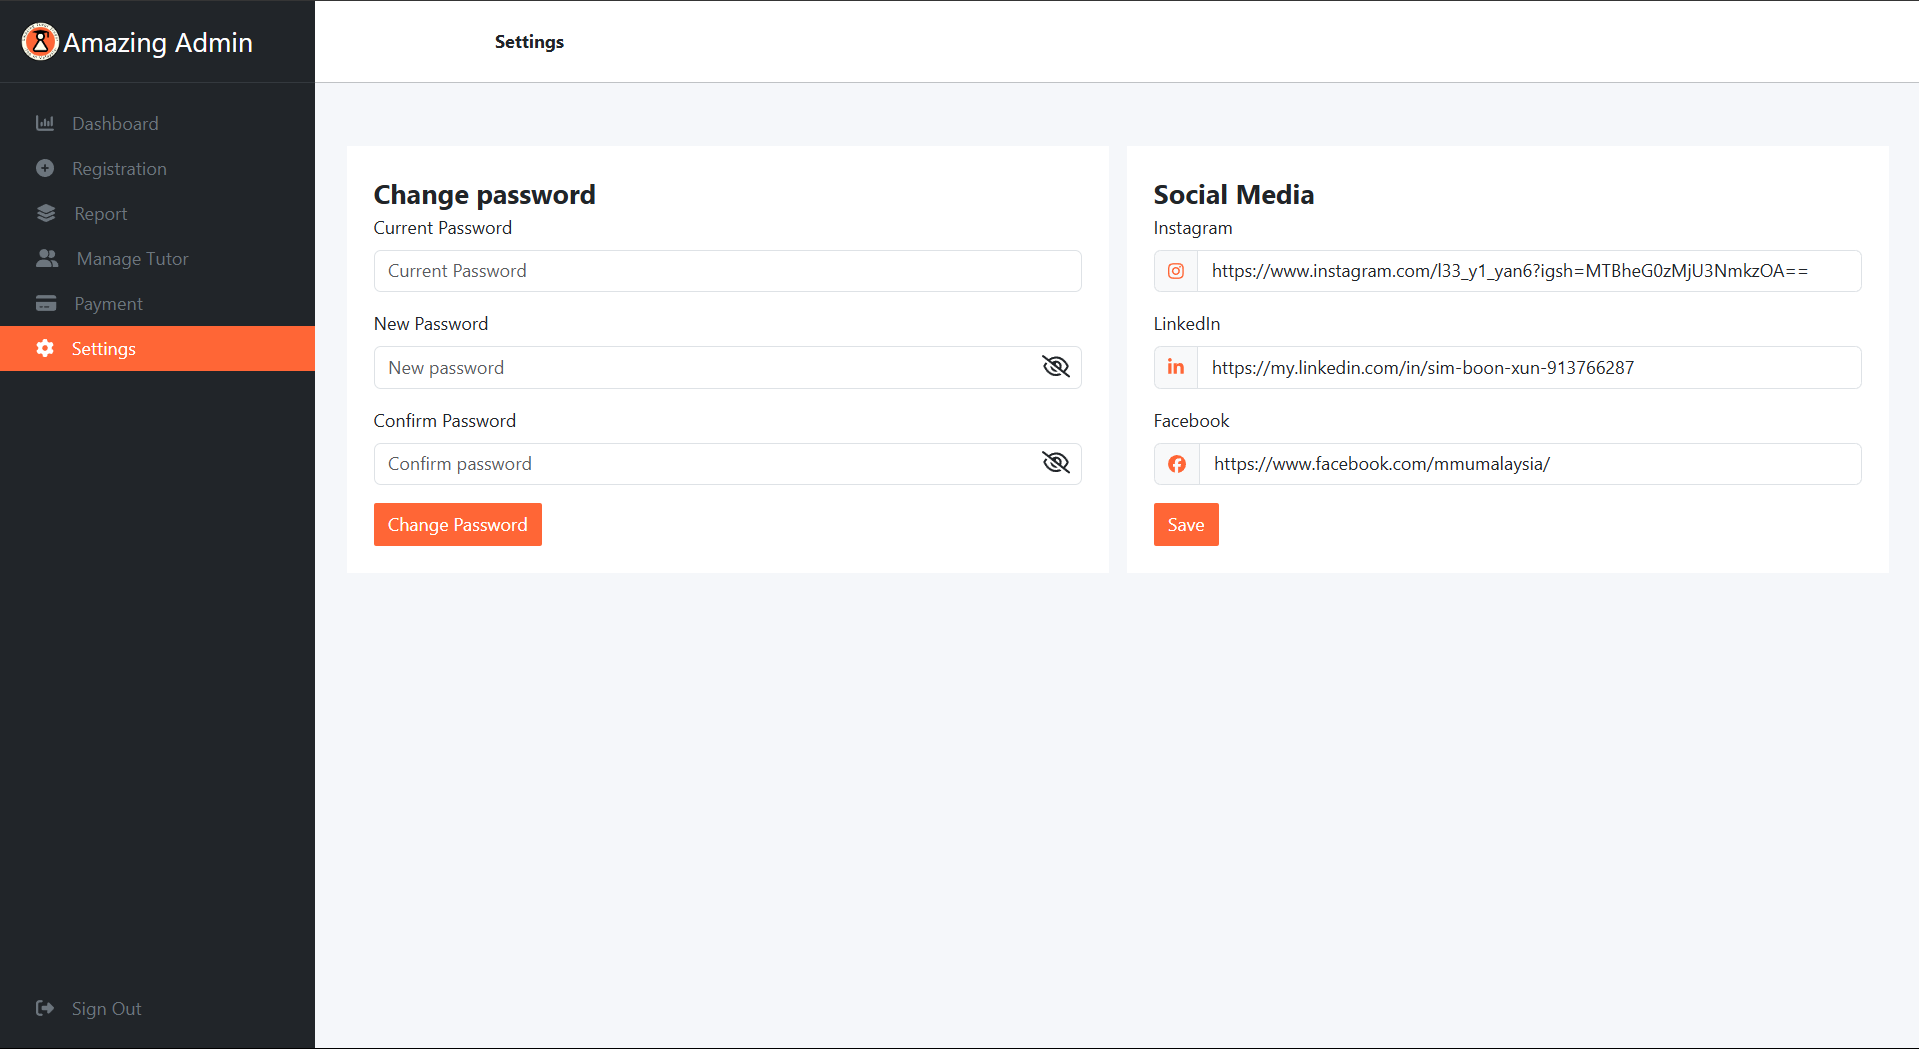 Amazing Admin
Settings
Dashboard
Registration
Report
Manage Tutor
Payment
Settings
Sign Out
Change password
Current Password
Current Password
New Password
New password
Confirm Password
Confirm password
Change Password
Social Media
Instagram
https://www.instagram.com/l33_y1_yan6?igsh=MTBheG0zMjU3NmkzOA==
LinkedIn
https://my.linkedin.com/in/sim-boon-xun-913766287
Facebook
https://www.facebook.com/mmumalaysia/
Save